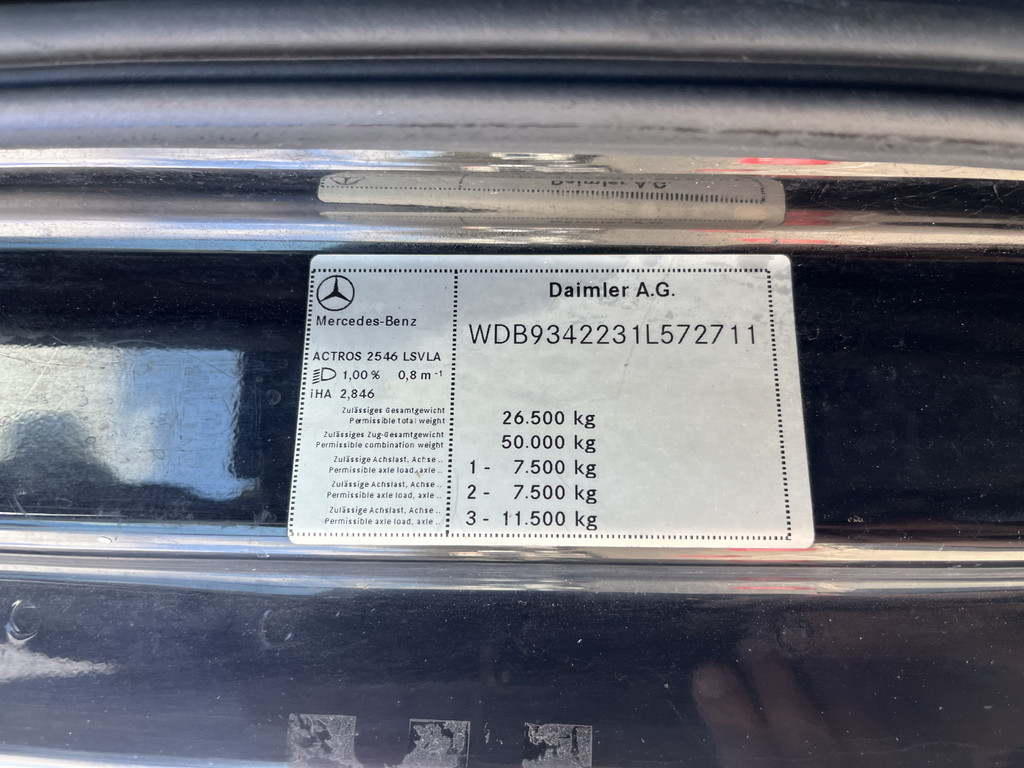 Daimler A.G.
Daimler A.G.
Mercedes-Benz
WDB9342231L572711
ACTROS 2546 LSVLA
1,00 % 0,8 m⁻¹
iHA 2,846
Zulässiges Gesamtgewicht
Permissible total weight
26.500 kg
Zulässiges Zug-Gesamtgewicht
Permissible combination weight
50.000 kg
Zulässige Achslast, Achse ..
Permissible axle load, axle ..
1 - 7.500 kg
Zulässige Achslast, Achse ..
Permissible axle load, axle ..
2 - 7.500 kg
Zulässige Achslast, Achse ..
Permissible axle load, axle ..
3 - 11.500 kg